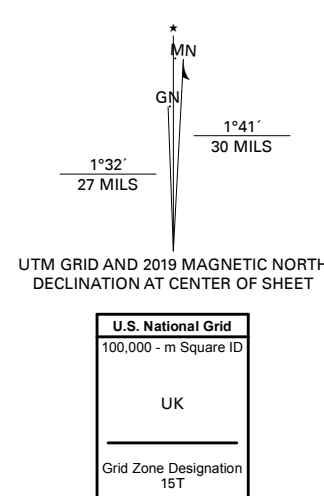 ★
MN
GN
1°41´
30 MILS
1°32´
27 MILS
UTM GRID AND 2019 MAGNETIC NORTH
DECLINATION AT CENTER OF SHEET
U.S. National Grid
100,000 - m Square ID
UK
Grid Zone Designation
15T